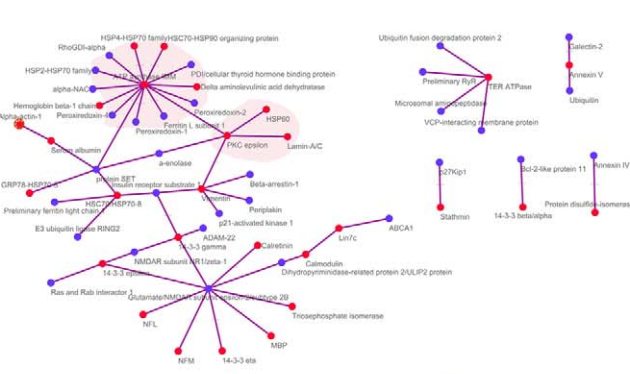 HSP4-HSP70 family
HSC70-HSP90 organizing protein
RhoGDI-alpha
HSP2-HSP70 family
PDI/cellular thyroid hormone binding protein
alpha-NAC
Delta aminolevulinic acid dehydratase
Hemoglobin beta-1 chain
Peroxiredoxin-4
Peroxiredoxin-2
Alpha-actin-1
Ferritin L subunit 1
Peroxiredoxin-1
HSP60
Serum albumin
PKC epsilon
Lamin-A/C
a-enolase
protein SET
GRP78-HSP70-5
Insulin receptor substrate 1
Beta-arrestin-1
HSC70-HSP70-8
Vimentin
Preliminary ferritin light chain 1
Periplakin
p21-activated kinase 1
E3 ubiquitin ligase RING2
ADAM-22
ABCA1
Lin7c
14-3-3 gamma
Calretinin
NMDAR subunit NR1/zeta-1
Calmodulin
14-3-3 epsilon
Dihydropyriminidase-related protein 2/ULIP2 protein
Ras and Rab interactor 1
Glutamate/NMDAR subunit epsilon-2/subtype 2B
Triosephosphate isomerase
NFL
MBP
NFM
14-3-3 eta
Ubiquitin fusion degradation protein 2
Preliminary RyR
TER ATPase
Microsomal aminopeptidase
VCP-interacting membrane protein
Galectin-2
Annexin V
Ubiquitin
p27Kip1
Stathmin
Bcl-2-like protein 11
14-3-3 beta/alpha
Annexin IV
Protein disulfide-isomeras